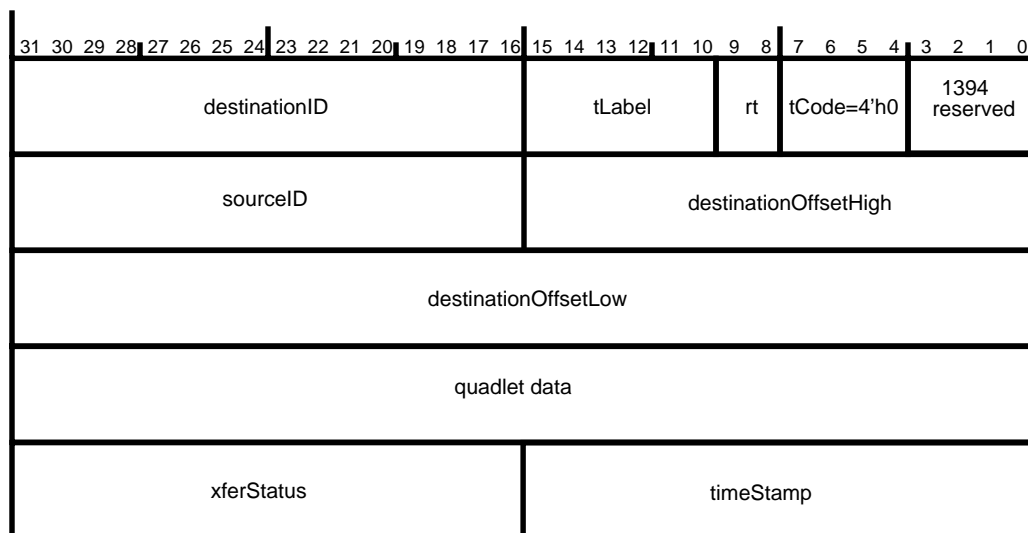 31 30 29 28 27 26 25 24 23 22 21 20 19 18 17 16 15 14 13 12 11 10 9 8 7 6 5 4 3 2 1 0
destinationID tLabel rt tCode=4’h0 1394
reserved
sourceID destinationOffsetHigh
destinationOffsetLow
quadlet data
xferStatus timeStamp